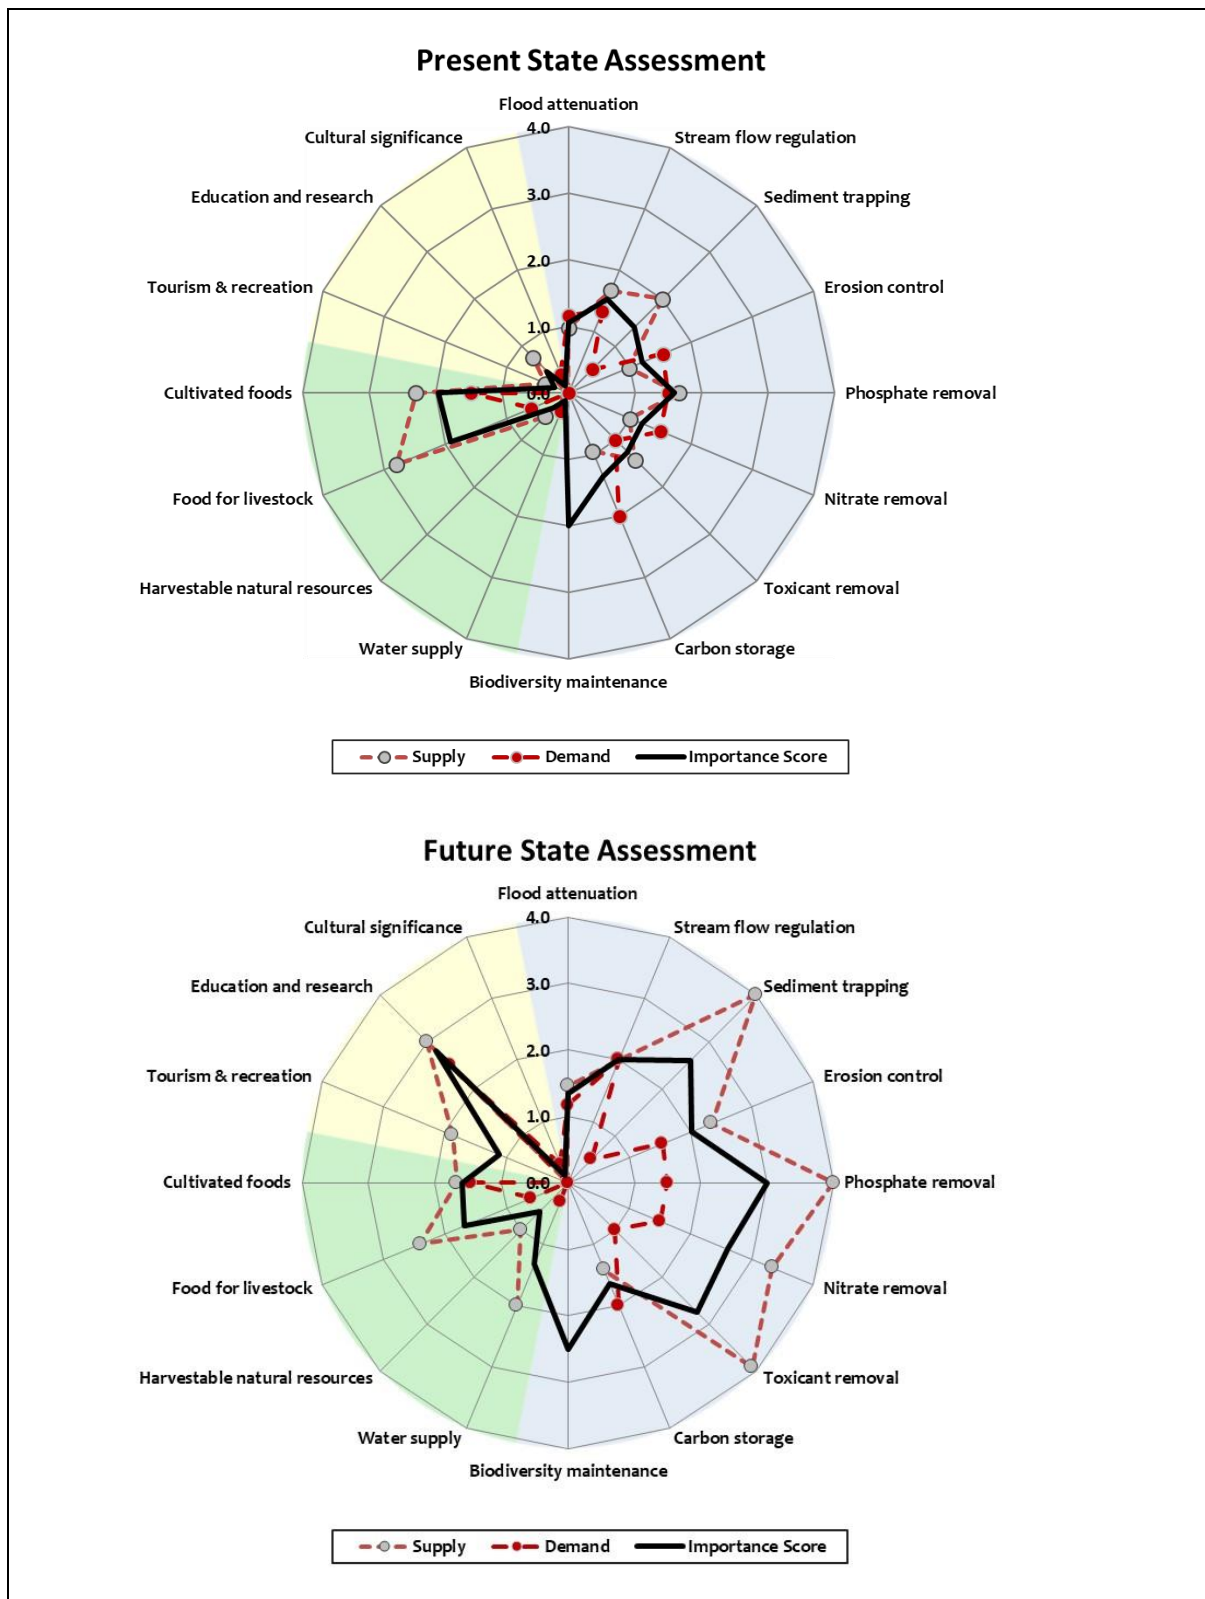 Present State Assessment
Flood attenuation
4.0
Cultural significance
Stream flow regulation
Education and research
Sediment trapping
3.0
2.0
Tourism & recreation
Erosion control
1.0
Cultivated foods
0.0
Phosphate removal
Food for livestock
Nitrate removal
Harvestable natural resources
Toxicant removal
Water supply
Carbon storage
Biodiversity maintenance
Supply Demand Importance Score
Future State Assessment
Flood attenuation
4.0
Cultural significance
Stream flow regulation
Education and research
Sediment trapping
3.0
2.0
Tourism & recreation
Erosion control
1.0
Cultivated foods
0.0
Phosphate removal
Food for livestock
Nitrate removal
Harvestable natural resources
Toxicant removal
Water supply
Carbon storage
Biodiversity maintenance
Supply Demand Importance Score